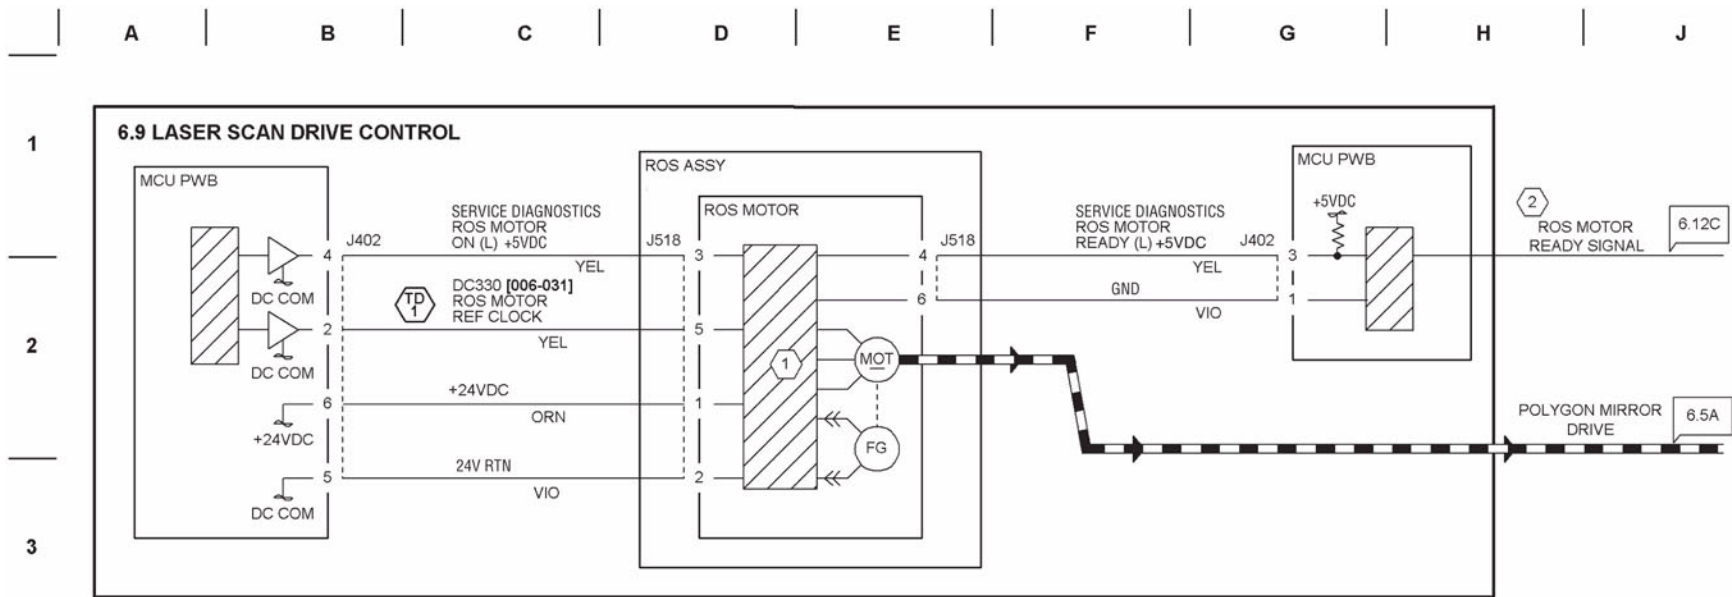 A B C D E F G H J
1
6.9 LASER SCAN DRIVE CONTROL
MCU PWB
ROS ASSY
MCU PWB
ROS MOTOR
+5VDC
2
ROS MOTOR
READY SIGNAL
6.12C
SERVICE DIAGNOSTICS
ROS MOTOR
ON (L) +5VDC
SERVICE DIAGNOSTICS
ROS MOTOR
READY (L) +5VDC
J402
J518
J518
J402
4
3
4
3
YEL
YEL
DC COM
TD
1
DC330 [006-031]
ROS MOTOR
REF CLOCK
GND
6
1
VIO
2
2
5
YEL
1
MOT
DC COM
+24VDC
6
1
ORN
+24VDC
POLYGON MIRROR
DRIVE
6.5A
FG
24V RTN
5
2
VIO
DC COM
3